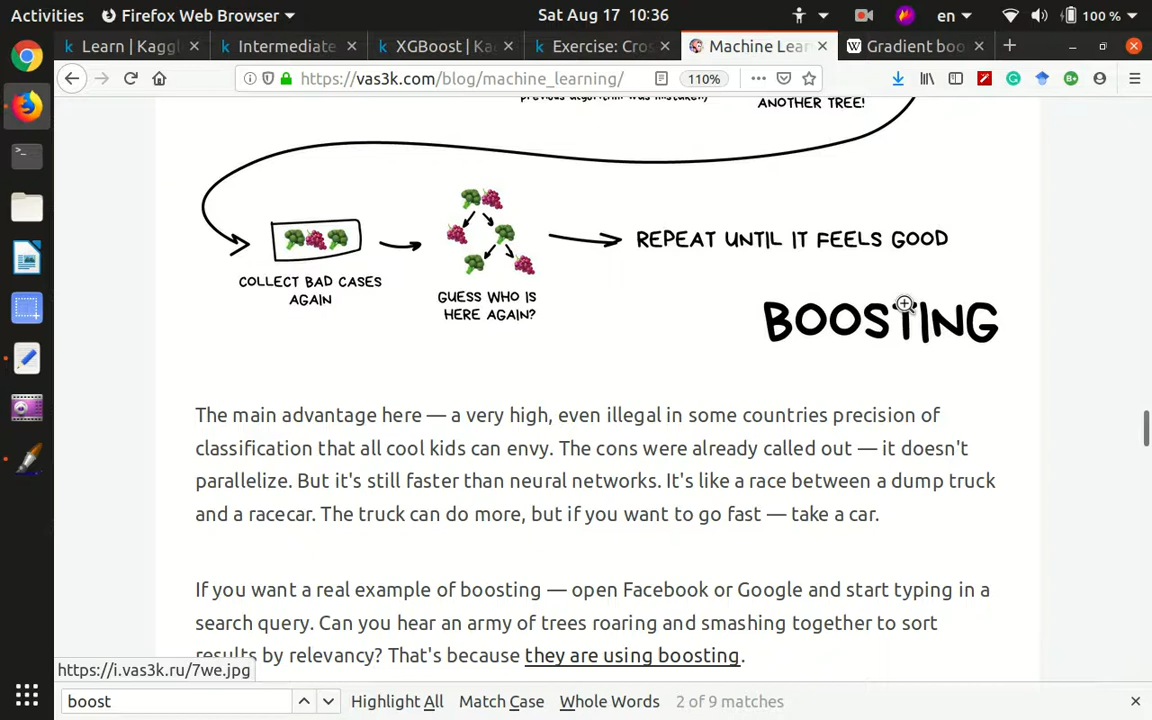 Activities
Firefox Web Browser
Sat Aug 17 10:36
en
100 %
Learn | Kaggl
Intermediate
XGBoost | Ka
Exercise: Cros
Machine Lear
Gradient boo
https://vas3k.com/blog/machine_learning/
110%
previous algorithm was mistaken)
ANOTHER TREE!
COLLECT BAD CASES
AGAIN
GUESS WHO IS
HERE AGAIN?
REPEAT UNTIL IT FEELS GOOD
BOOSTING
The main advantage here — a very high, even illegal in some countries precision of
classification that all cool kids can envy. The cons were already called out — it doesn't
parallelize. But it's still faster than neural networks. It's like a race between a dump truck
and a racecar. The truck can do more, but if you want to go fast — take a car.
If you want a real example of boosting — open Facebook or Google and start typing in a
search query. Can you hear an army of trees roaring and smashing together to sort
results by relevancy? That's because they are using boosting.
https://i.vas3k.ru/7we.jpg
boost
Highlight All
Match Case
Whole Words
2 of 9 matches